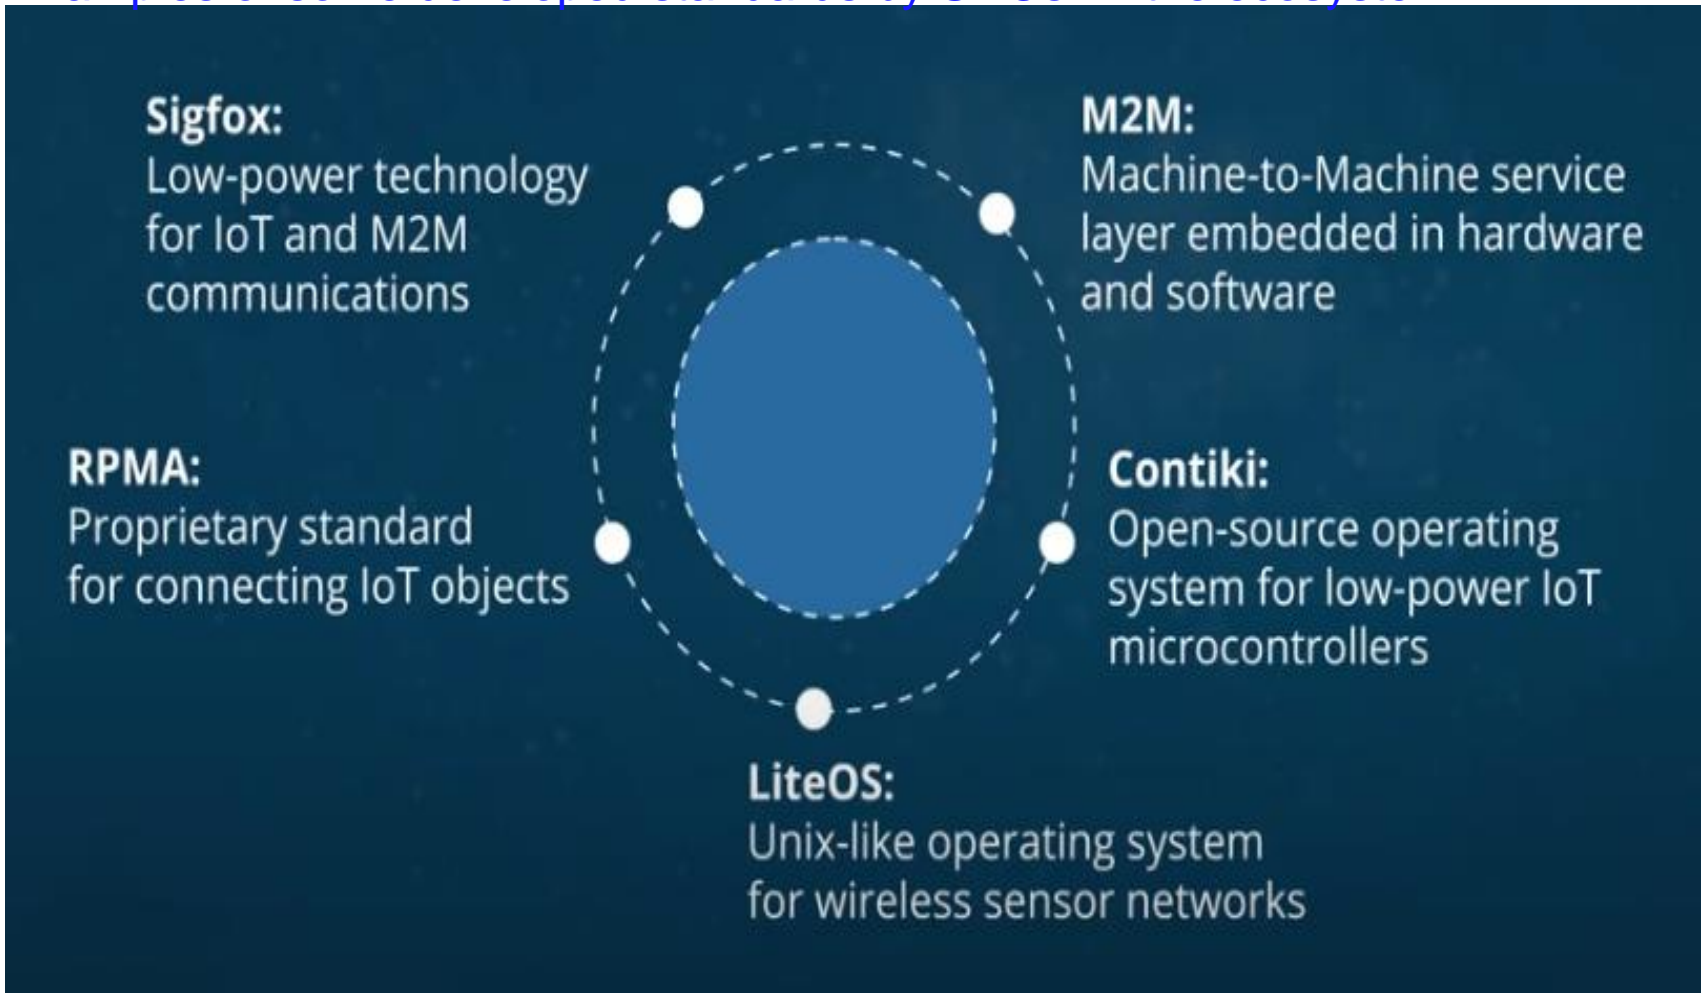 Sigfox:
Low-power technology
for IoT and M2M
communications
M2M:
Machine-to-Machine service
layer embedded in hardware
and software
RPMA:
Proprietary standard
for connecting IoT objects
Contiki:
Open-source operating
system for low-power IoT
microcontrollers
LiteOS:
Unix-like operating system
for wireless sensor networks